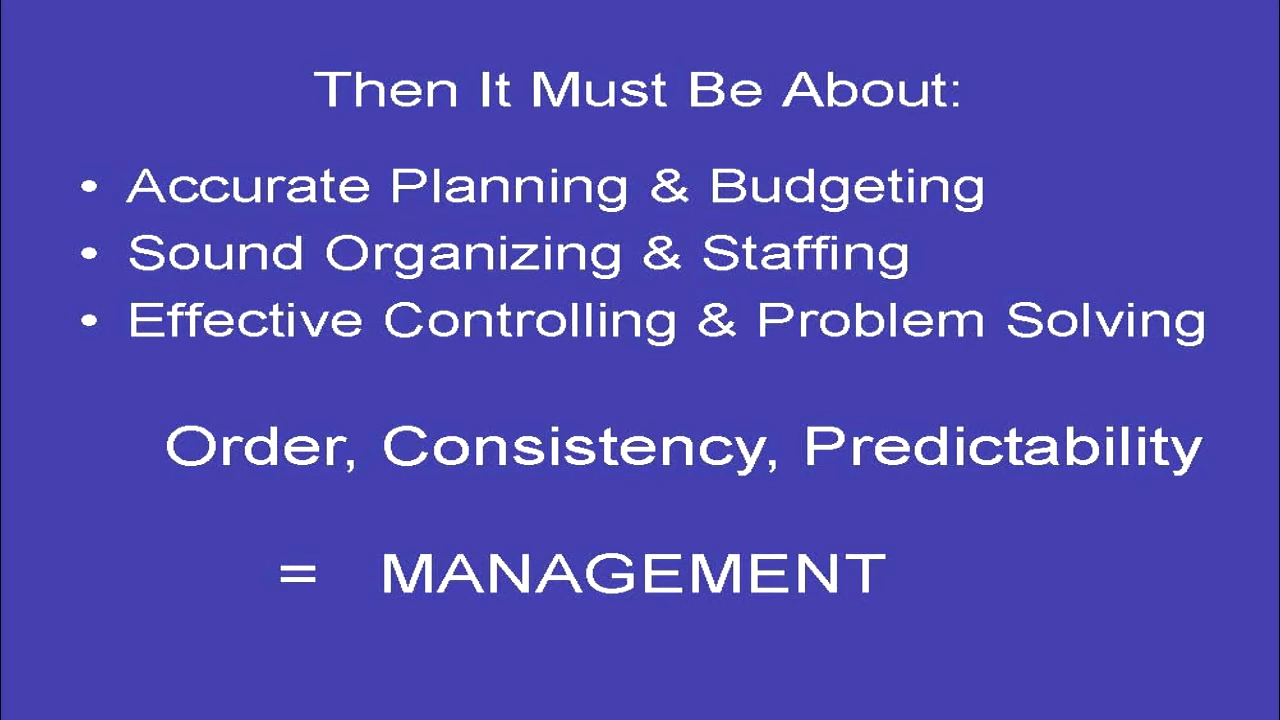 Then It Must Be About:
• Accurate Planning & Budgeting
• Sound Organizing & Staffing
• Effective Controlling & Problem Solving
Order, Consistency, Predictability
= MANAGEMENT